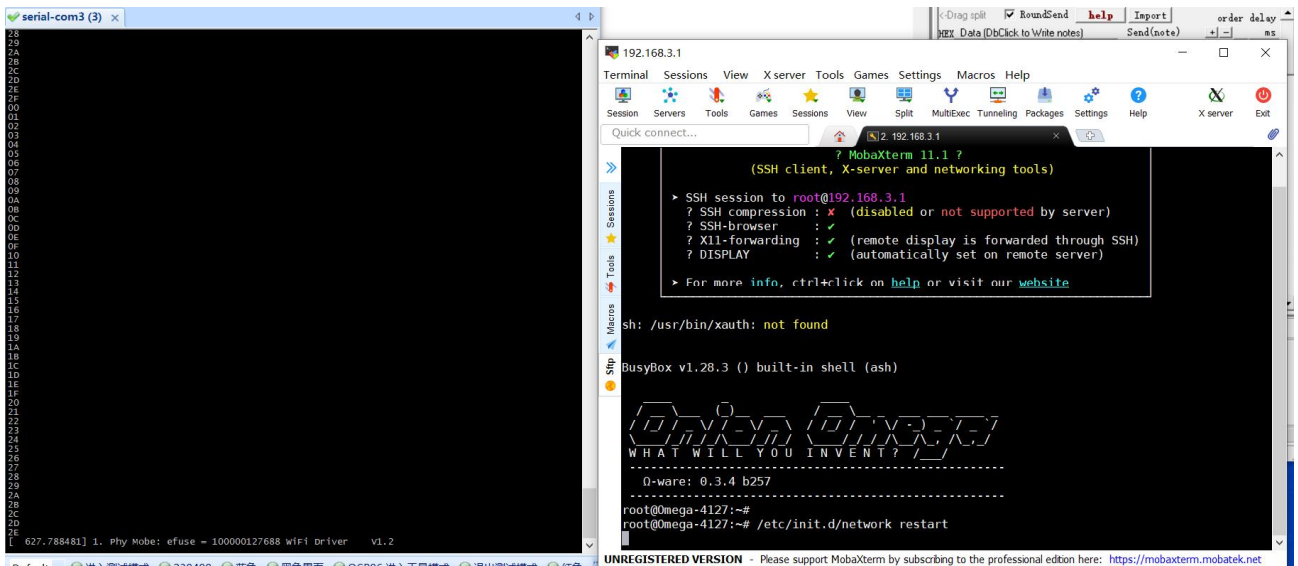 serial-com3 (3) ×
28
29
2A
2B
2C
2D
2E
2F
00
01
02
03
04
05
06
07
08
09
0A
0B
0C
0D
0E
0F
10
11
12
13
14
15
16
17
18
19
1A
1B
1C
1D
1E
1F
20
21
22
23
24
25
26
27
28
29
2A
2B
2C
2D
2E
[ 627.788481] 1. Phy Mobe: efuse = 100000127688 WiFi Driver V1.2
<-Drag split RoundSend help Import order delay
HEX Data (DbClick to Write notes) Send(note) + - ms
192.168.3.1
Terminal Sessions View X server Tools Games Settings Macros Help
Session Servers Tools Games Sessions View Split MultiExec Tunneling Packages Settings Help X server Exit
Quick connect...
2. 192.168.3.1 ×
Sessions
Tools
Macros
Sftp
? MobaXterm 11.1 ?
(SSH client, X-server and networking tools)
➤ SSH session to root@192.168.3.1
? SSH compression : ✘ (disabled or not supported by server)
? SSH-browser : ✔
? X11-forwarding : ✔ (remote display is forwarded through SSH)
? DISPLAY : ✔ (automatically set on remote server)
➤ For more info, ctrl+click on help or visit our website
sh: /usr/bin/xauth: not found
BusyBox v1.28.3 () built-in shell (ash)
Onion Omega
WHAT WILL YOU INVENT?
Ω-ware: 0.3.4 b257
root@Omega-4127:~#
root@Omega-4127:~# /etc/init.d/network restart
UNREGISTERED VERSION - Please support MobaXterm by subscribing to the professional edition here: https://mobaxterm.mobatek.net